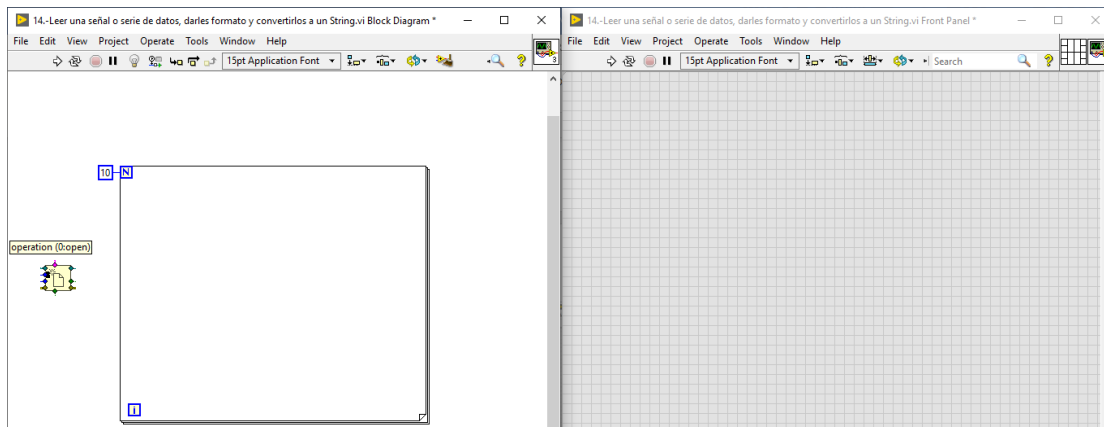 14.-Leer una señal o serie de datos, darles formato y convertirlos a un String.vi Block Diagram *
File Edit View Project Operate Tools Window Help
15pt Application Font
3
10 N
operation (0:open)
i
14.-Leer una señal o serie de datos, darles formato y convertirlos a un String.vi Front Panel *
File Edit View Project Operate Tools Window Help
15pt Application Font
Search